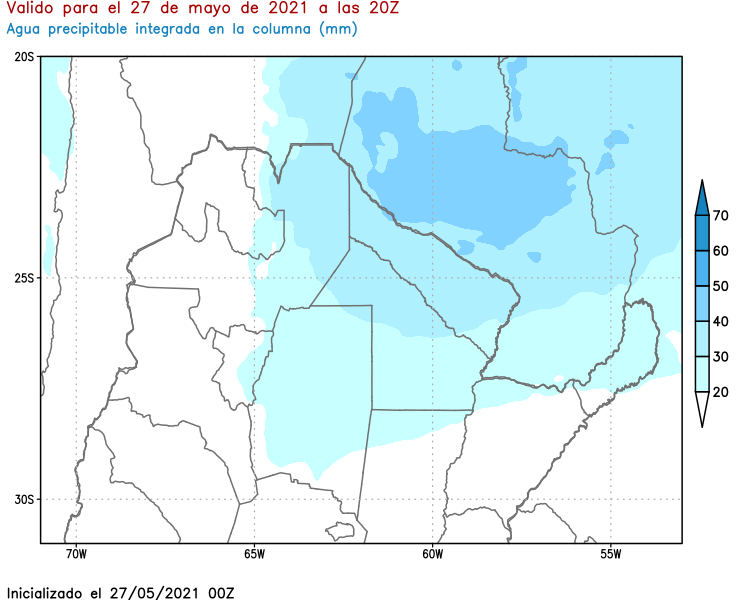 Valido para el 27 de mayo de 2021 a las 20Z
Agua precipitable integrada en la columna (mm)
20S
25S
30S
70W
65W
60W
55W
70
60
50
40
30
20
Inicializado el 27/05/2021 00Z